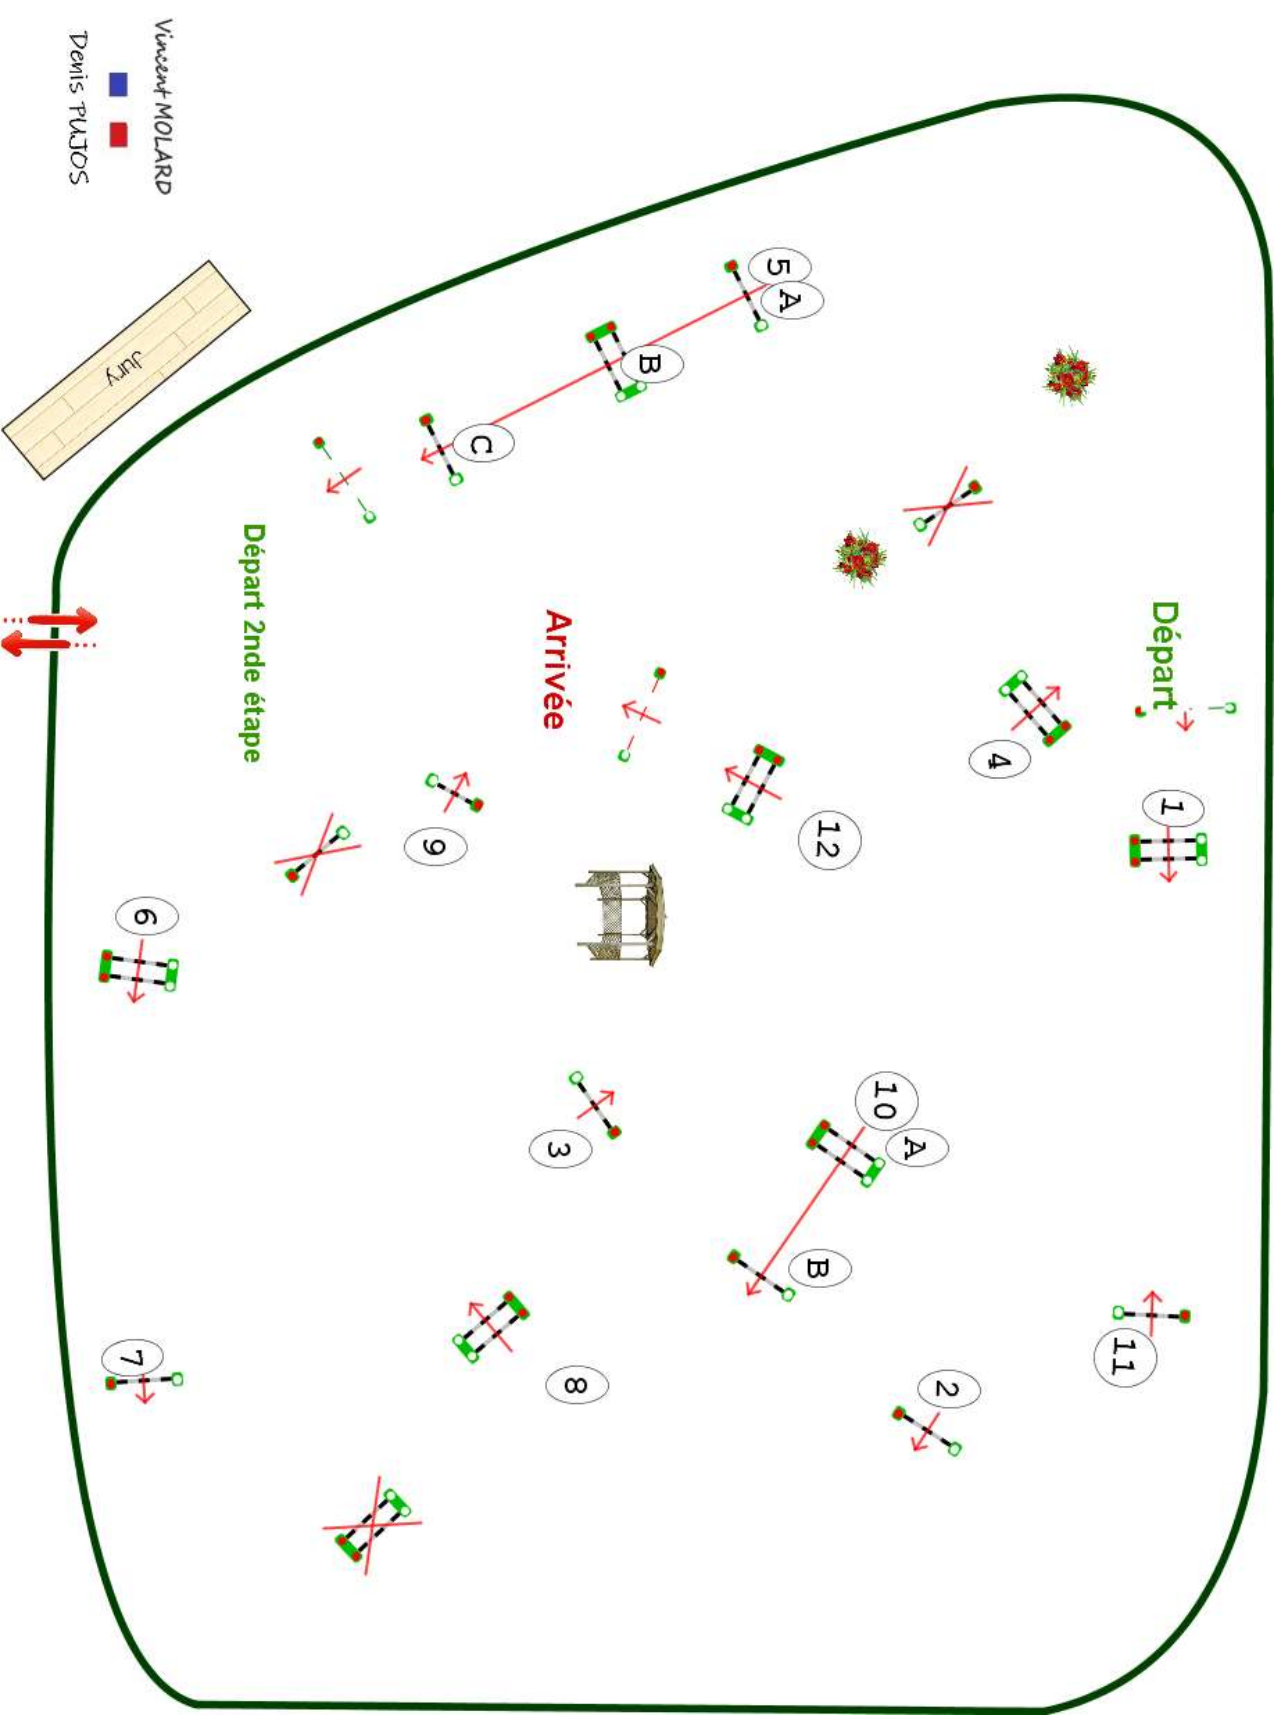 Départ
1
11
4
2
10 A
12
B
5 A
B
8
3
Arrivée
C
9
Départ 2nde étape
6
7
Jury
Vincent MOLARD
Denis PUJOS